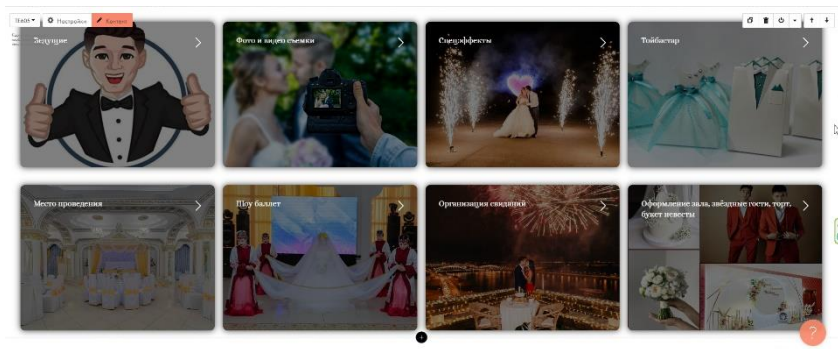 Настройки
Контент
Ведущие
Фото и видео съемки
Спецэффекты
Тойбастар
Место проведения
Шоу балет
Организация свиданий
Оформление зала, звёздные гости, торт,
букет невесты
?